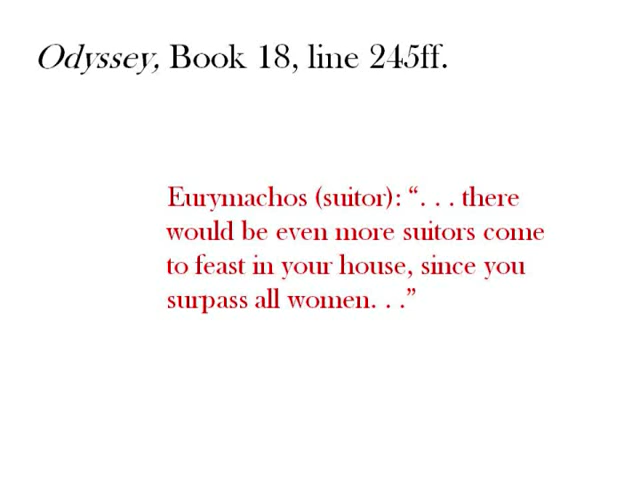 Odyssey, Book 18, line 245ff.
Eurymachos (suitor): “. . . there
would be even more suitors come
to feast in your house, since you
surpass all women. . .”